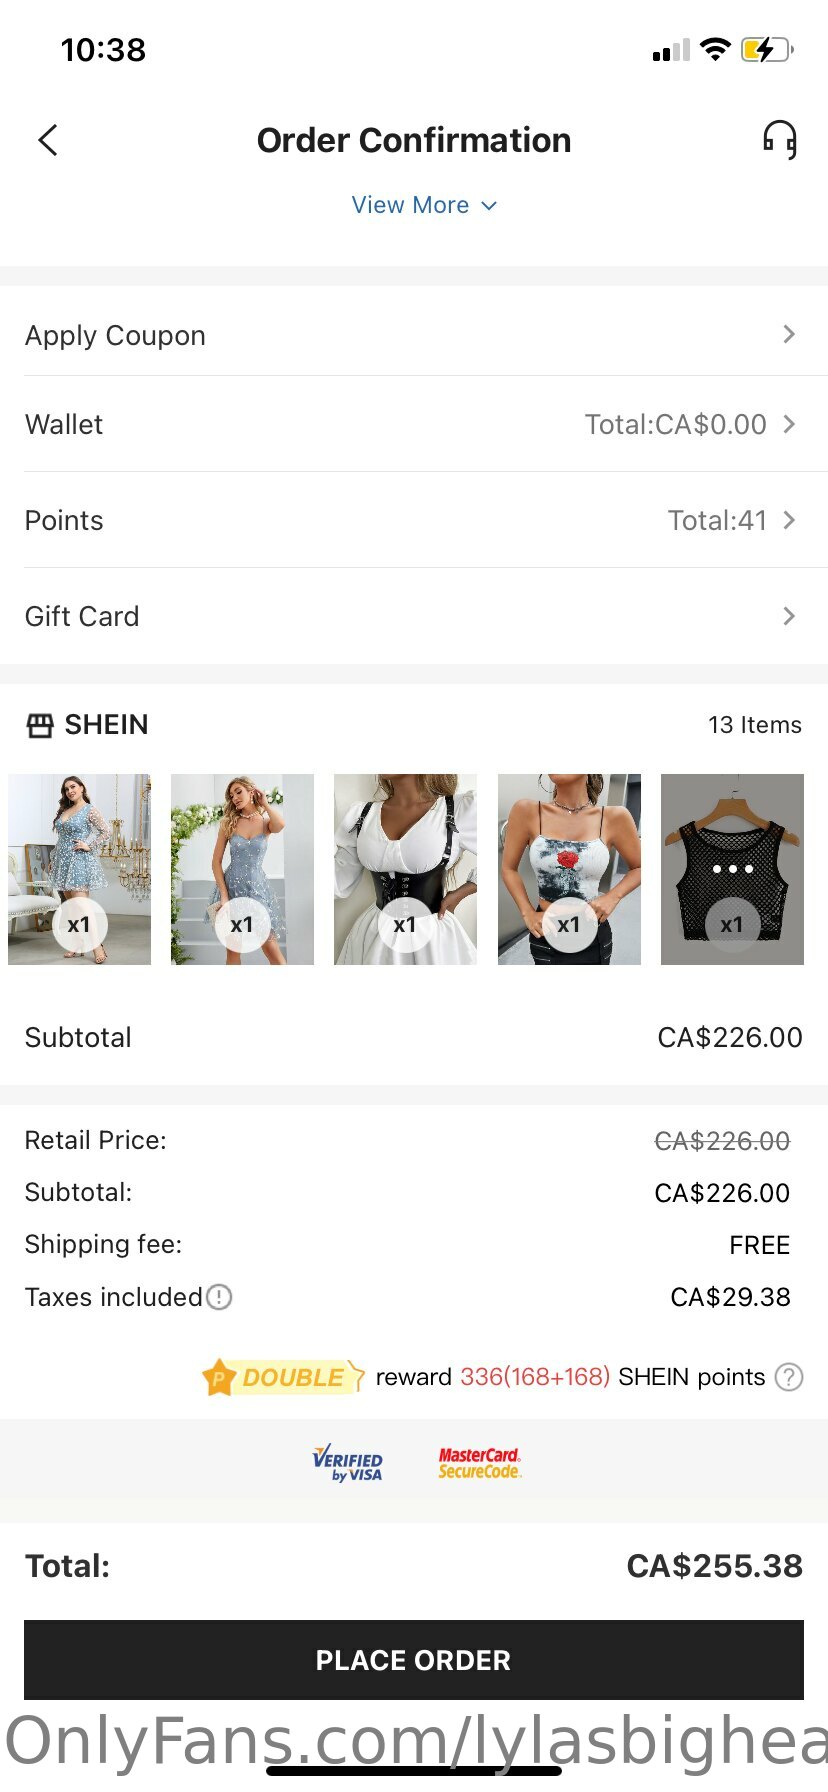 10:38
Order Confirmation
View More
Apply Coupon
Wallet Total:CA$0.00
Points Total:41
Gift Card
SHEIN 13 Items
x1 x1 x1 x1 x1
Subtotal CA$226.00
Retail Price: CA$226.00
Subtotal: CA$226.00
Shipping fee: FREE
Taxes included CA$29.38
P DOUBLE reward 336(168+168) SHEIN points ?
VERIFIED by VISA
MasterCard. SecureCode.
Total: CA$255.38
PLACE ORDER
OnlyFans.com/lylasbighea